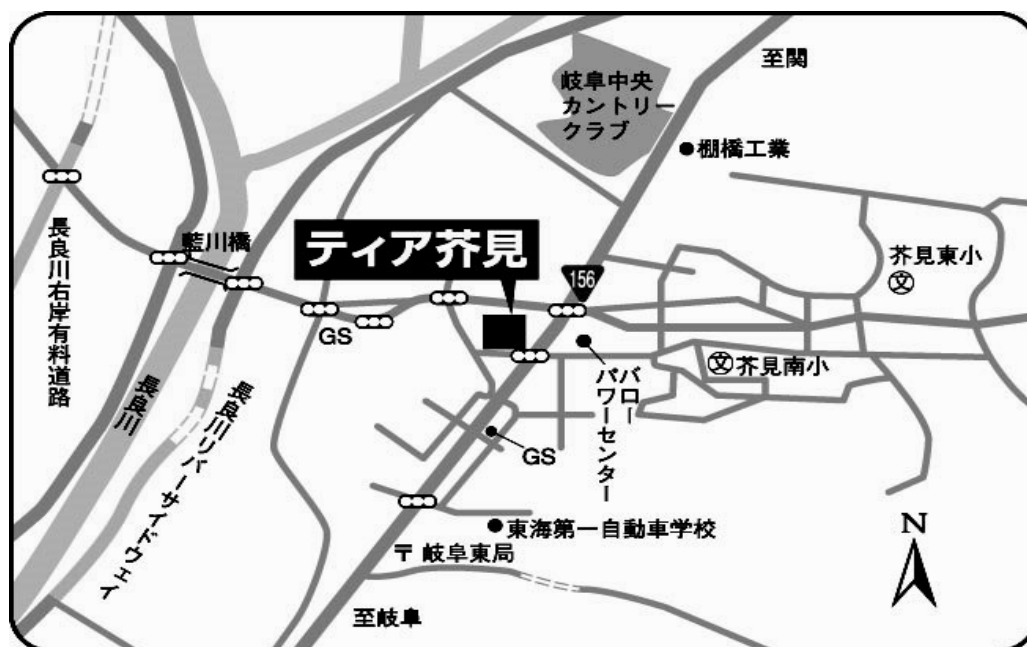 至関
岐阜中央
カントリー
クラブ
棚橋工業
長良川右岸有料道路
藍川橋
ティア芥見
156
芥見東小
文
GS
文芥見南小
バロー
パワーセンター
長良川
長良川リバーサイドウェイ
GS
東海第一自動車学校
〒岐阜東局
至岐阜
N